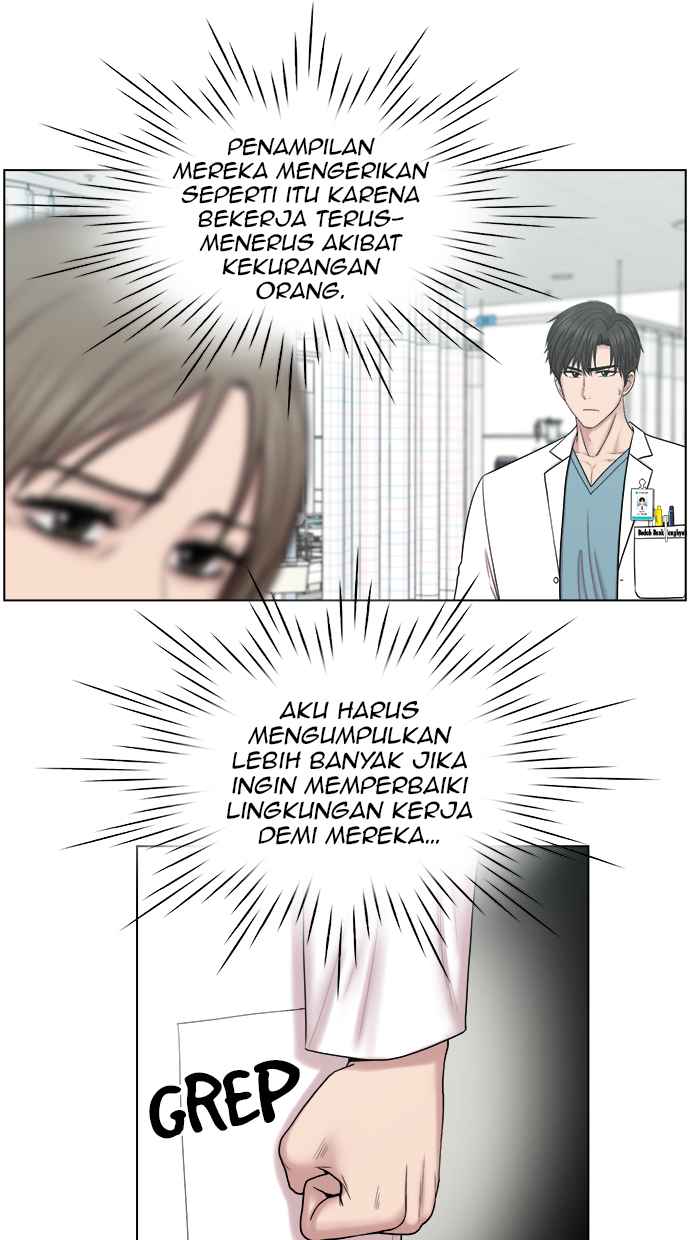 PENAMPILAN
MEREKA MENGERIKAN
SEPERTI ITU KARENA
BEKERJA TERUS-
MENERUS AKIBAT
KEKURANGAN
ORANG.
AKU HARUS
MENGUMPULKAN
LEBIH BANYAK JIKA
INGIN MEMPERBAIKI
LINGKUNGAN KERJA
DEMI MEREKA...
GREP